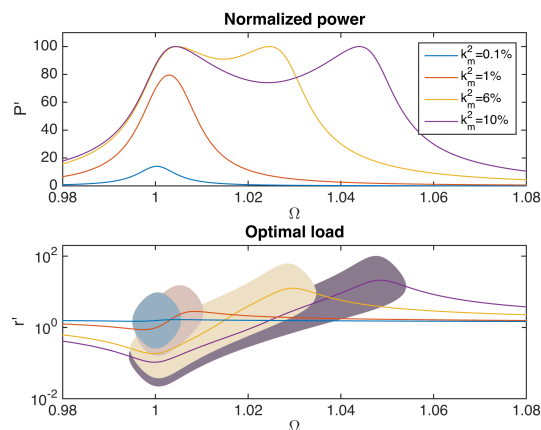 Normalized power
100
80
60
40
20
0
P'
0.98 1 1.02 1.04 1.06 1.08
Ω
k²ₘ=0.1%
k²ₘ=1%
k²ₘ=6%
k²ₘ=10%
Optimal load
10²
10⁰
10⁻²
r'
0.98 1 1.02 1.04 1.06 1.08
Ω